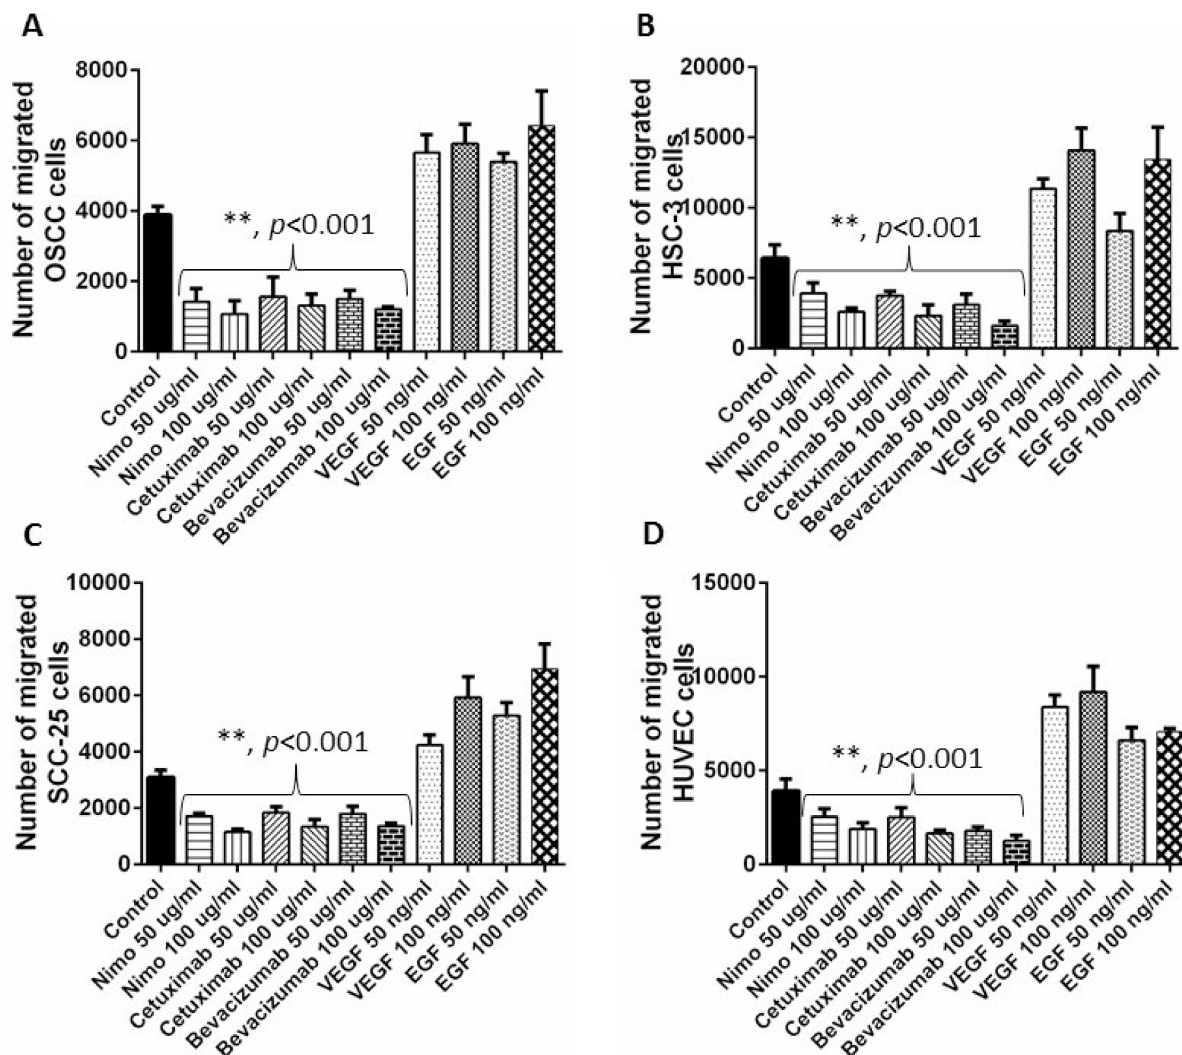 A
Number of migrated
OSCC cells
8000
6000
4000
2000
0
**, p<0.001
Control
Nimo 50 ug/ml
Nimo 100 ug/ml
Cetuximab 50 ug/ml
Cetuximab 100 ug/ml
Bevacizumab 50 ug/ml
Bevacizumab 100 ug/ml
VEGF 50 ng/ml
VEGF 100 ng/ml
EGF 50 ng/ml
EGF 100 ng/ml
B
Number of migrated
HSC-3 cells
20000
15000
10000
5000
0
**, p<0.001
Control
Nimo 50 ug/ml
Nimo 100 ug/ml
Cetuximab 50 ug/ml
Cetuximab 100 ug/ml
Bevacizumab 50 ug/ml
Bevacizumab 100 ug/ml
VEGF 50 ng/ml
VEGF 100 ng/ml
EGF 50 ng/ml
EGF 100 ng/ml
C
Number of migrated
SCC-25 cells
10000
8000
6000
4000
2000
0
**, p<0.001
Control
Nimo 50 ug/ml
Nimo 100 ug/ml
Cetuximab 50 ug/ml
Cetuximab 100 ug/ml
Bevacizumab 50 ug/ml
Bevacizumab 100 ug/ml
VEGF 50 ng/ml
VEGF 100 ng/ml
EGF 50 ng/ml
EGF 100 ng/ml
D
Number of migrated
HUVEC cells
15000
10000
5000
0
**, p<0.001
Control
Nimo 50 ug/ml
Nimo 100 ug/ml
Cetuximab 50 ug/ml
Cetuximab 100 ug/ml
Bevacizumab 50 ug/ml
Bevacizumab 100 ug/ml
VEGF 50 ng/ml
VEGF 100 ng/ml
EGF 50 ng/ml
EGF 100 ng/ml